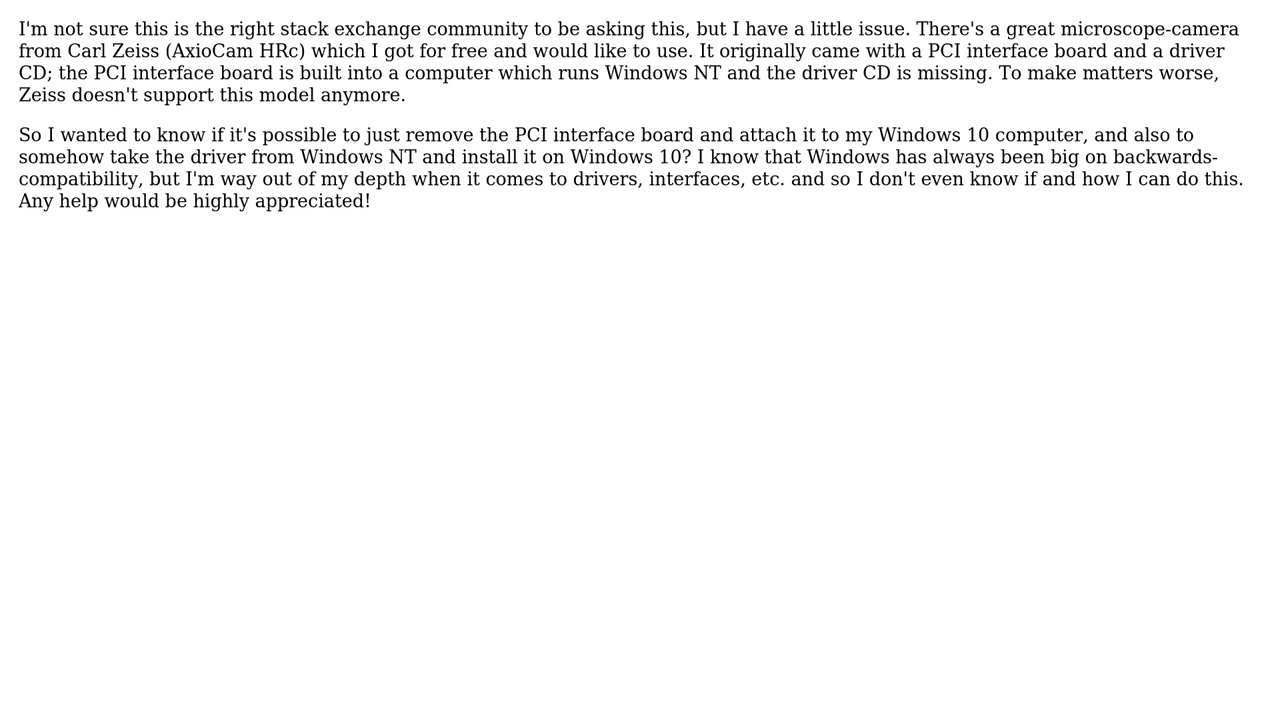 I'm not sure this is the right stack exchange community to be asking this, but I have a little issue. There's a great microscope-camera
from Carl Zeiss (AxioCam HRc) which I got for free and would like to use. It originally came with a PCI interface board and a driver
CD; the PCI interface board is built into a computer which runs Windows NT and the driver CD is missing. To make matters worse,
Zeiss doesn't support this model anymore.
So I wanted to know if it's possible to just remove the PCI interface board and attach it to my Windows 10 computer, and also to
somehow take the driver from Windows NT and install it on Windows 10? I know that Windows has always been big on backwards-
compatibility, but I'm way out of my depth when it comes to drivers, interfaces, etc. and so I don't even know if and how I can do this.
Any help would be highly appreciated!